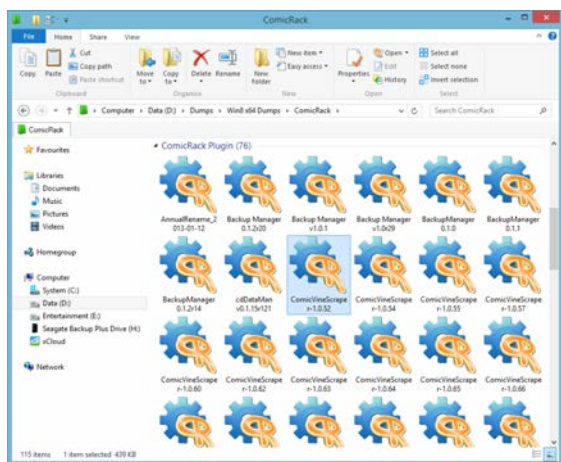 ComicRack
File Home Share View
Copy
Paste
Cut
Copy path
Paste shortcut
Clipboard
Move to
Copy to
Delete
Rename
Organise
New folder
New item
Easy access
New
Properties
Open
Edit
History
Open
Select all
Select none
Invert selection
Select
Computer Data (D:) Dumps Win8 x64 Dumps ComicRack
Search ComicRack
ComicRack
Favourites
Libraries
Documents
Music
Pictures
Videos
Homegroup
Computer
System (C:)
Data (D:)
Entertainment (E:)
Seagate Backup Plus Drive (H:)
Network
ComicRack Plugin (76)
AnnualRename_2
013-01-12
Backup Manager
0.1.2r20
Backup Manager
v1.0.1
Backup Manager
v1.0r29
BackupManager
0.1.0
BackupManager
0.1.1
BackupManager
0.1.2r14
cdDataMan
v0.1.15r121
ComicVineScrape
r-1.0.52
ComicVineScrape
r-1.0.54
ComicVineScrape
r-1.0.55
ComicVineScrape
r-1.0.57
ComicVineScrape
r-1.0.60
ComicVineScrape
r-1.0.62
ComicVineScrape
r-1.0.63
ComicVineScrape
r-1.0.64
ComicVineScrape
r-1.0.65
ComicVineScrape
r-1.0.66
115 items 1 item selected 439 KB